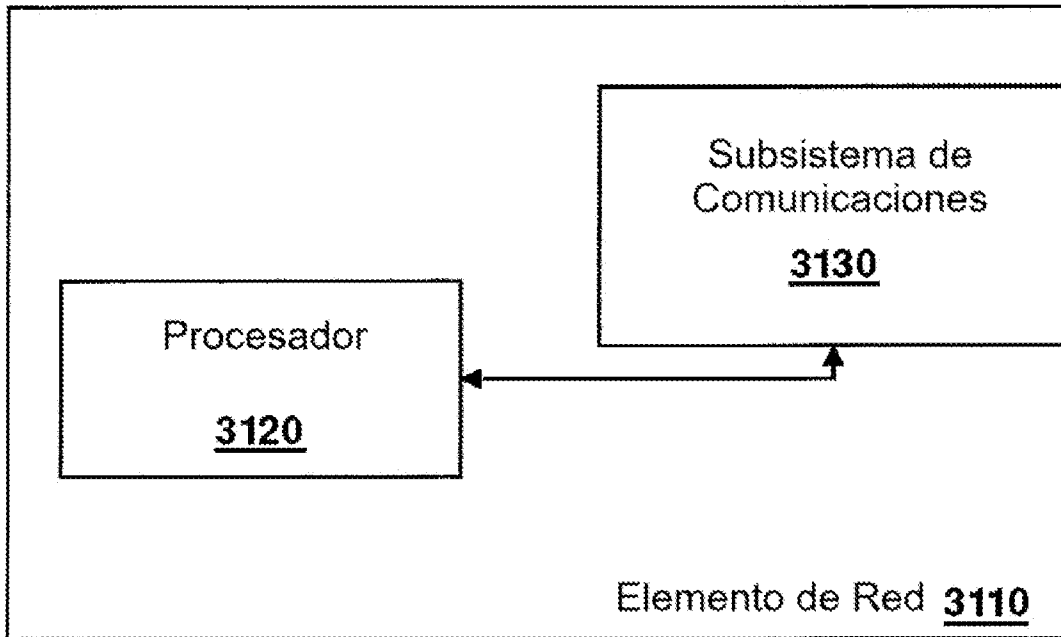 Subsistema de
Comunicaciones
3130
Procesador
3120
Elemento de Red 3110